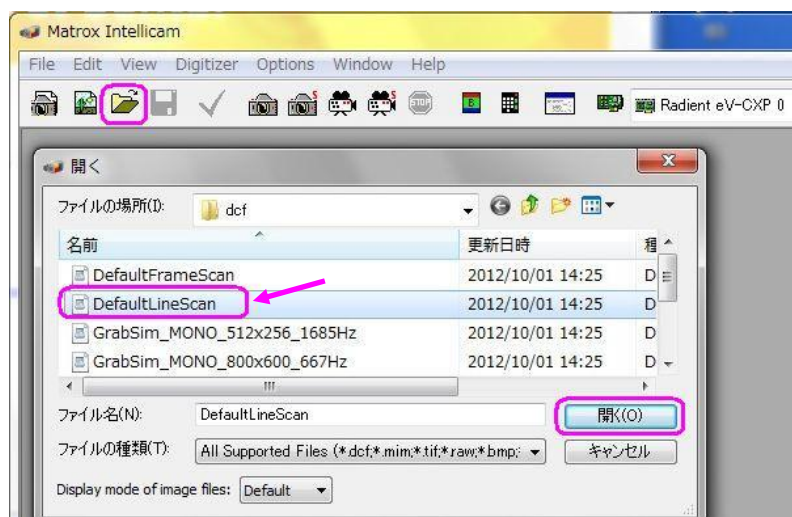 Matrox Intellicam
File Edit View Digitizer Options Window Help
STOP
Radient eV-CXP 0
開く
ファイルの場所(I): dcf
名前 更新日時 種
DefaultFrameScan 2012/10/01 14:25 D
DefaultLineScan 2012/10/01 14:25 D
GrabSim_MONO_512x256_1685Hz 2012/10/01 14:25 D
GrabSim_MONO_800x600_667Hz 2012/10/01 14:25 D
ファイル名(N): DefaultLineScan 開く(O)
ファイルの種類(T): All Supported Files (*.dcf;*.mim;*.tif;*.raw;*.bmp; キャンセル
Display mode of image files: Default